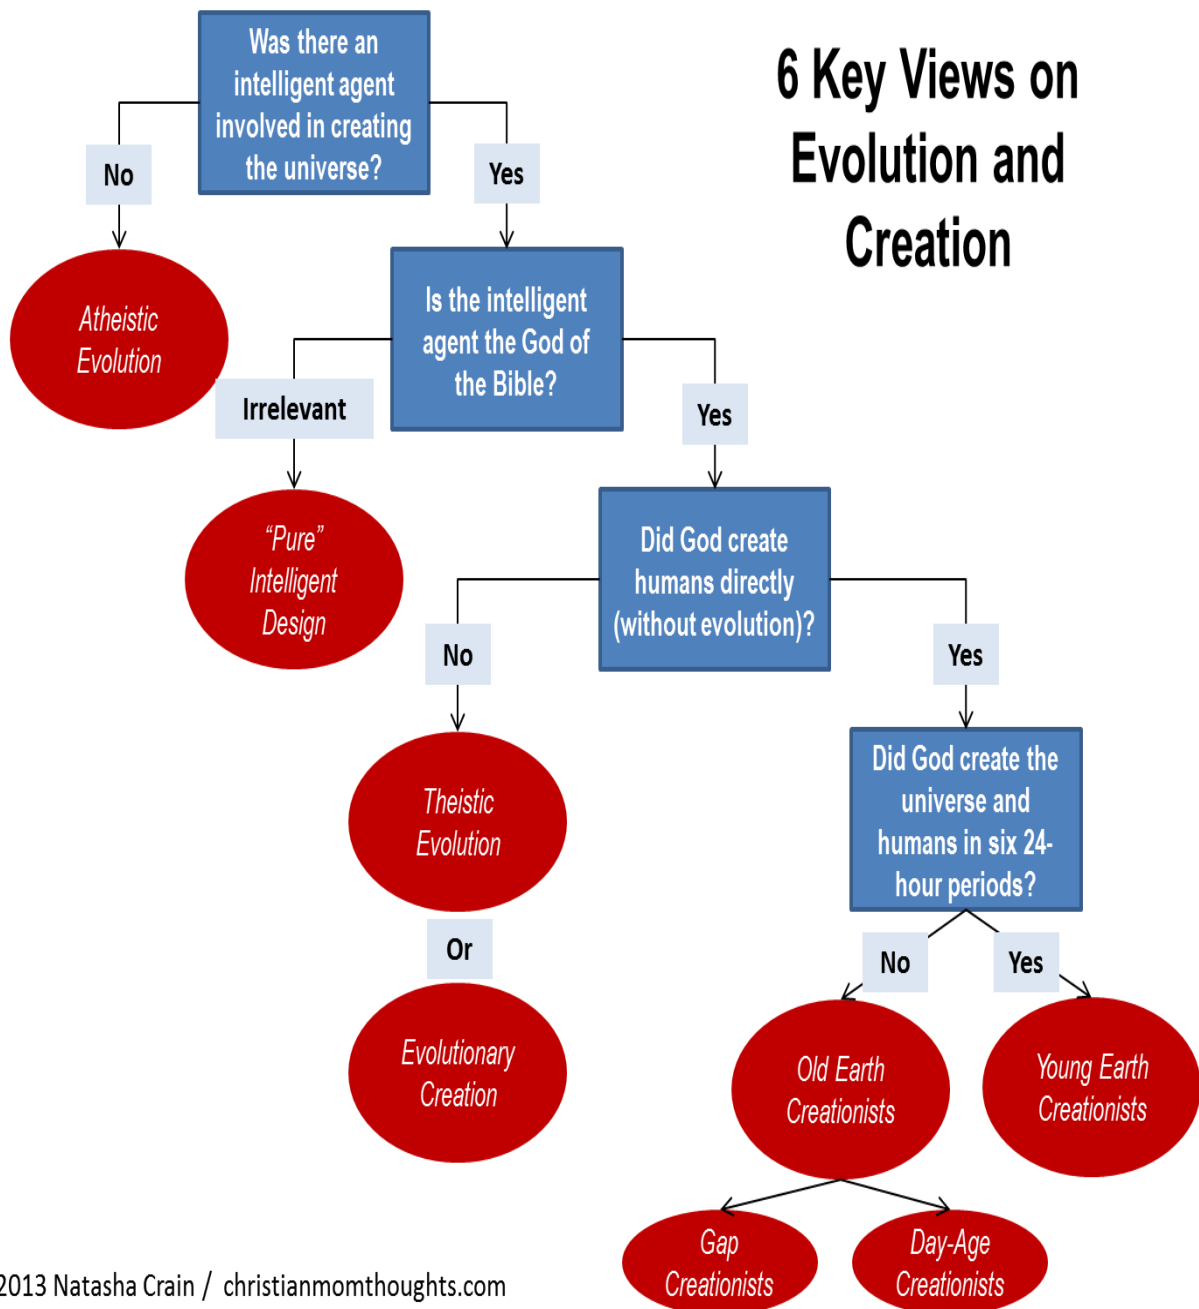 6 Key Views on
Evolution and
Creation
Was there an
intelligent agent
involved in creating
the universe?
No
Yes
Atheistic
Evolution
Is the intelligent
agent the God of
the Bible?
Irrelevant
Yes
“Pure”
Intelligent
Design
Did God create
humans directly
(without evolution)?
No
Yes
Theistic
Evolution
Or
Evolutionary
Creation
Did God create the
universe and
humans in six 24-
hour periods?
No
Yes
Old Earth
Creationists
Young Earth
Creationists
Gap
Creationists
Day-Age
Creationists
2013 Natasha Crain / christianmomthoughts.com